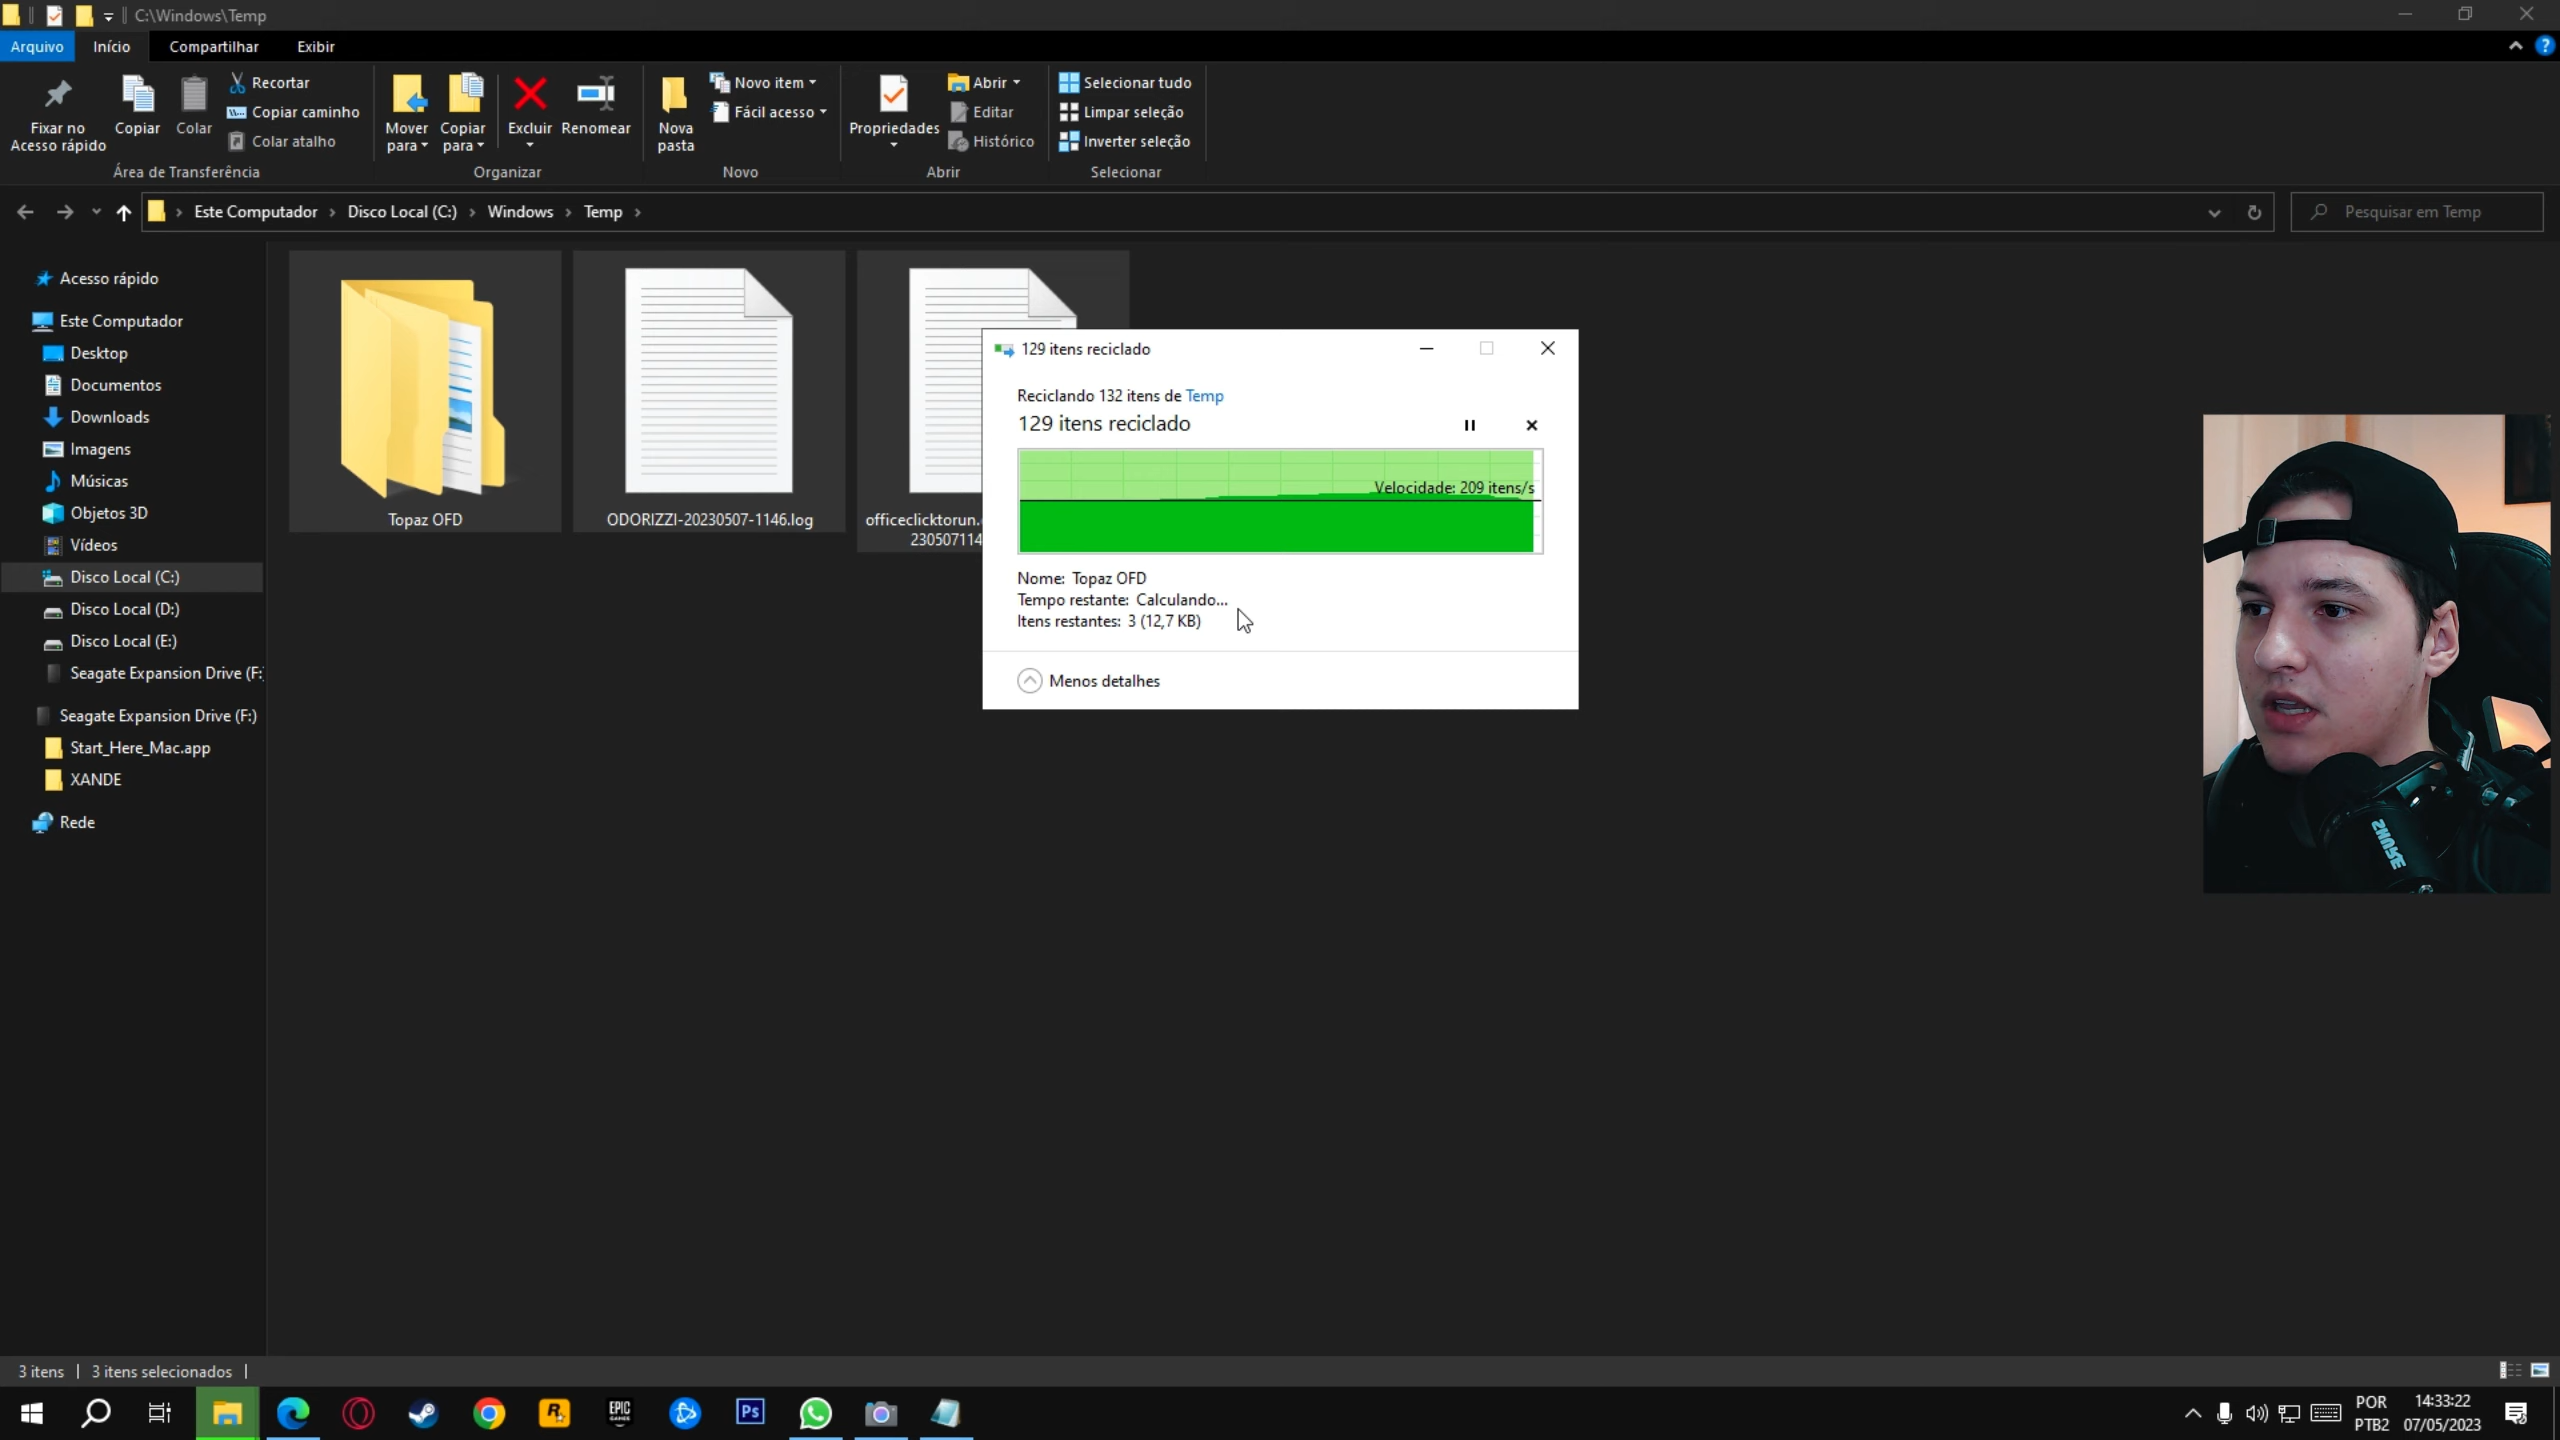 C:\Windows\Temp
Arquivo
Início
Compartilhar
Exibir
Fixar no
Acesso rápido
Copiar
Colar
Recortar
Copiar caminho
Colar atalho
Área de Transferência
Mover
para
Copiar
para
Excluir
Renomear
Organizar
Nova
pasta
Novo item
Fácil acesso
Novo
Propriedades
Abrir
Editar
Histórico
Abrir
Selecionar tudo
Limpar seleção
Inverter seleção
Selecionar
Este Computador
Disco Local (C:)
Windows
Temp
Pesquisar em Temp
Acesso rápido
Este Computador
Desktop
Documentos
Downloads
Imagens
Músicas
Objetos 3D
Vídeos
Disco Local (C:)
Disco Local (D:)
Disco Local (E:)
Seagate Expansion Drive (F:
Seagate Expansion Drive (F:)
Start_Here_Mac.app
XANDE
Rede
Topaz OFD
ODORIZZI-20230507-1146.log
officeclicktorun.
230507114
129 itens reciclado
Reciclando 132 itens de Temp
129 itens reciclado
Velocidade: 209 itens/s
Nome: Topaz OFD
Tempo restante: Calculando...
Itens restantes: 3 (12,7 KB)
Menos detalhes
SHURE
3 itens
3 itens selecionados
R
EPIC
GAMES
Ps
POR
PTB2
14:33:22
07/05/2023